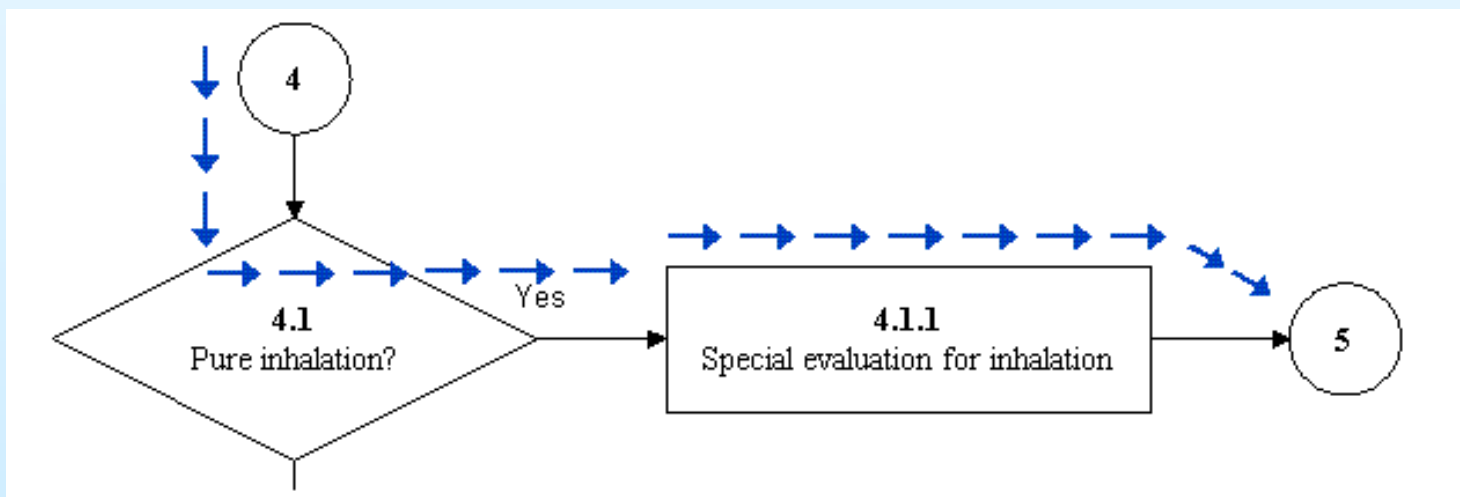 4
Yes
4.1
Pure inhalation?
4.1.1
Special evaluation for inhalation
5